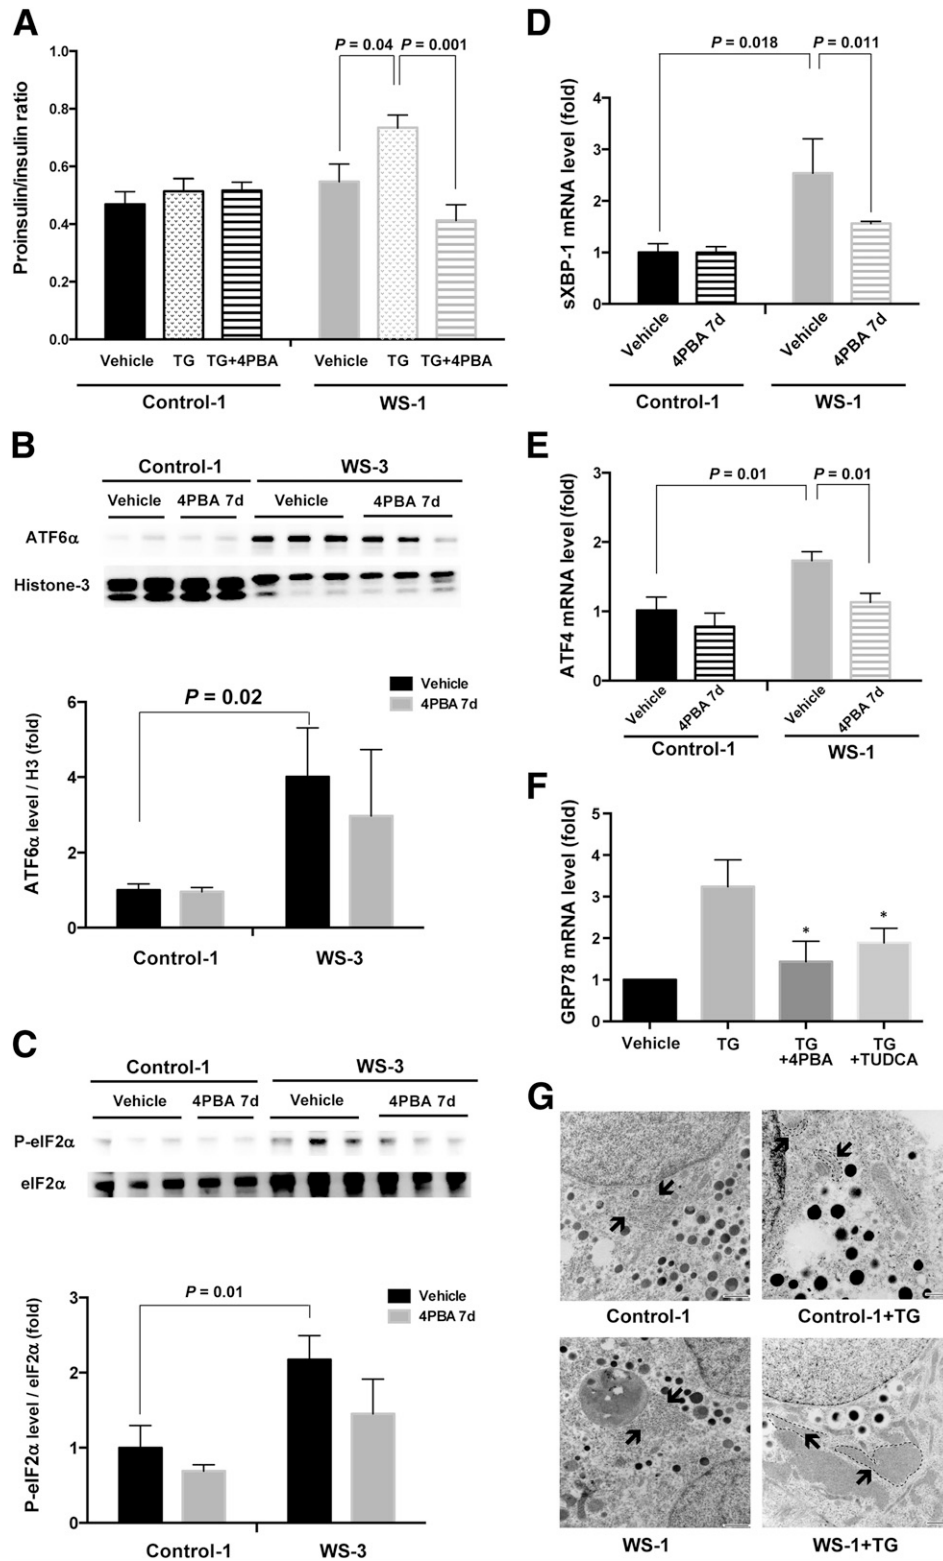 A
Proinsulin/insulin ratio
1.0
0.8
0.6
0.4
0.2
0.0
P = 0.04
P = 0.001
Vehicle TG TG+4PBA Vehicle TG TG+4PBA
Control-1 WS-1
B
Control-1 WS-3
Vehicle 4PBA 7d Vehicle 4PBA 7d
ATF6α
Histone-3
Vehicle
4PBA 7d
P = 0.02
ATF6α level / H3 (fold)
6
4
2
0
Control-1 WS-3
C
Control-1 WS-3
Vehicle 4PBA 7d Vehicle 4PBA 7d
P-eIF2α
eIF2α
Vehicle
4PBA 7d
P = 0.01
P-eIF2α level / eIF2α (fold)
3
2
1
0
Control-1 WS-3
D
P = 0.018 P = 0.011
sXBP-1 mRNA level (fold)
4
3
2
1
0
Vehicle 4PBA 7d Vehicle 4PBA 7d
Control-1 WS-1
E
P = 0.01 P = 0.01
ATF4 mRNA level (fold)
3
2
1
0
Vehicle 4PBA 7d Vehicle 4PBA 7d
Control-1 WS-1
F
GRP78 mRNA level (fold)
5
4
3
2
1
0
* *
Vehicle TG TG TG
+4PBA +TUDCA
G
Control-1 Control-1+TG
WS-1 WS-1+TG